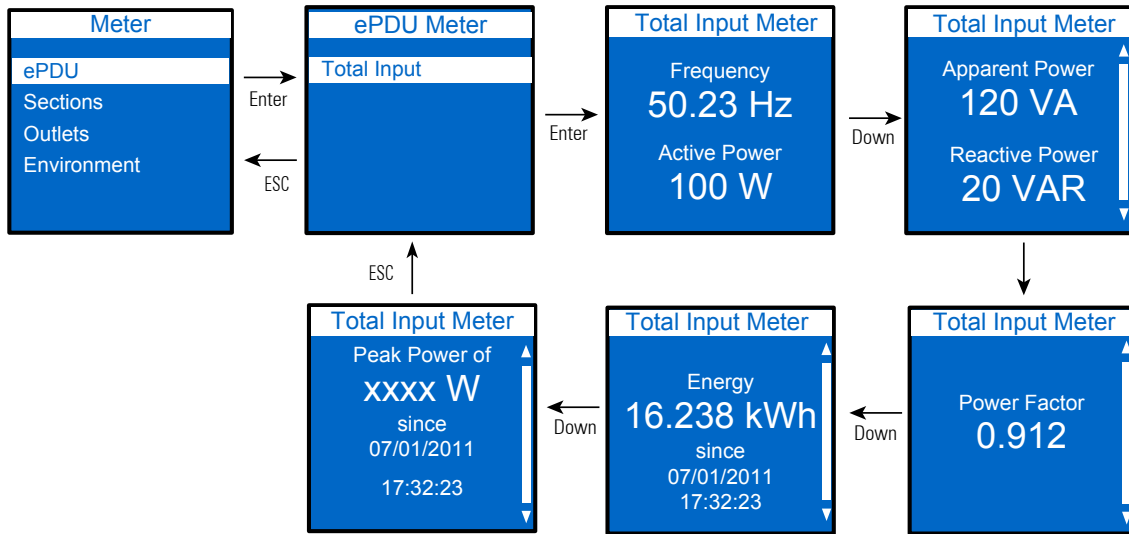 Meter
ePDU
Sections
Outlets
Environment
Enter
ESC
ePDU Meter
Total Input
Enter
Total Input Meter
Frequency
50.23 Hz
Active Power
100 W
Down
Total Input Meter
Apparent Power
120 VA
Reactive Power
20 VAR
Total Input Meter
Power Factor
0.912
Down
Total Input Meter
Energy
16.238 kWh
since
07/01/2011
17:32:23
Down
Total Input Meter
Peak Power of
xxxx W
since
07/01/2011
17:32:23
ESC